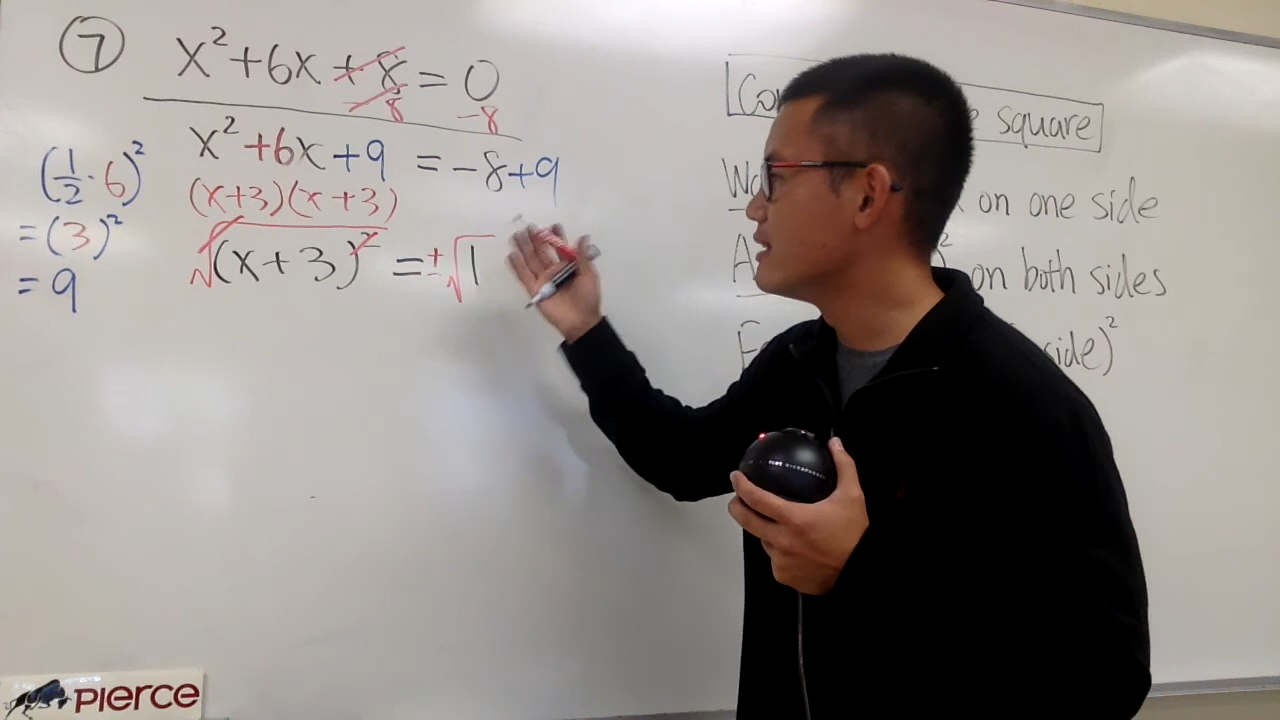 ⑦ x²+6x+8=0
-8 -8
x²+6x+9=-8+9
(x+3)(x+3)
√(x+3)²=±√1
(1/2·6)²
=(3)²
=9
square
on one side
² on both sides
side)²
PIERCE